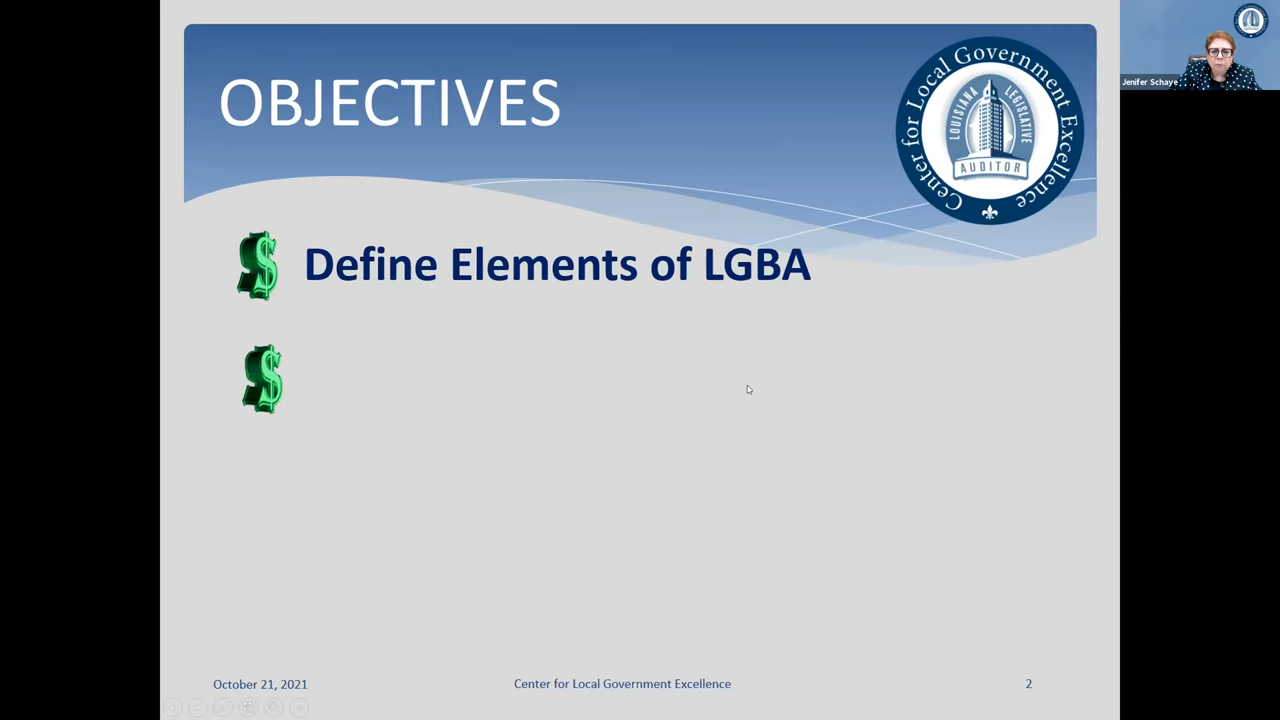 OBJECTIVES
Center for Local Government Excellence
LOUISIANA LEGISLATIVE
AUDITOR
Jenifer Schaye
Define Elements of LGBA
October 21, 2021
Center for Local Government Excellence
2